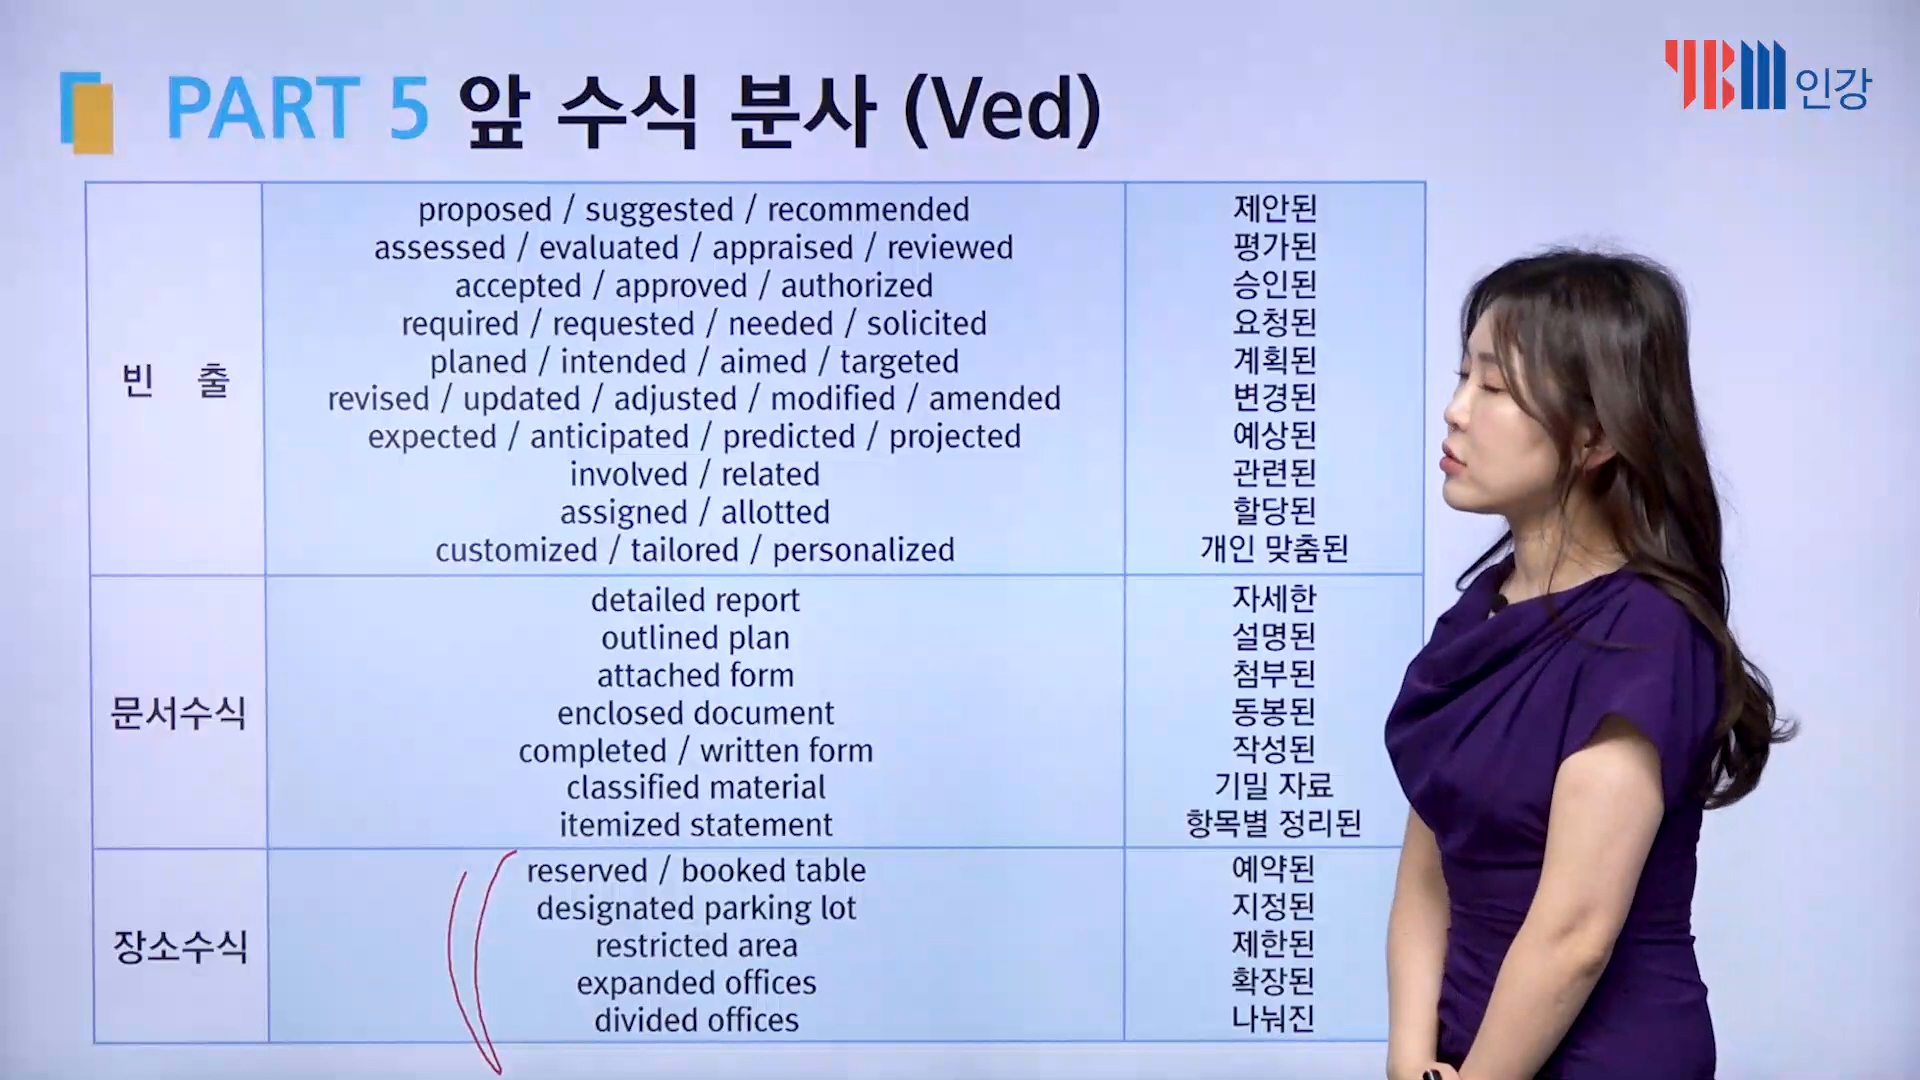 YBM 인강
PART 5 앞 수식 분사 (Ved)
빈 출
proposed / suggested / recommended 제안된
assessed / evaluated / appraised / reviewed 평가된
accepted / approved / authorized 승인된
required / requested / needed / solicited 요청된
planed / intended / aimed / targeted 계획된
revised / updated / adjusted / modified / amended 변경된
expected / anticipated / predicted / projected 예상된
involved / related 관련된
assigned / allotted 할당된
customized / tailored / personalized 개인 맞춤된
문서수식
detailed report 자세한
outlined plan 설명된
attached form 첨부된
enclosed document 동봉된
completed / written form 작성된
classified material 기밀 자료
itemized statement 항목별 정리된
장소수식
reserved / booked table 예약된
designated parking lot 지정된
restricted area 제한된
expanded offices 확장된
divided offices 나눠진